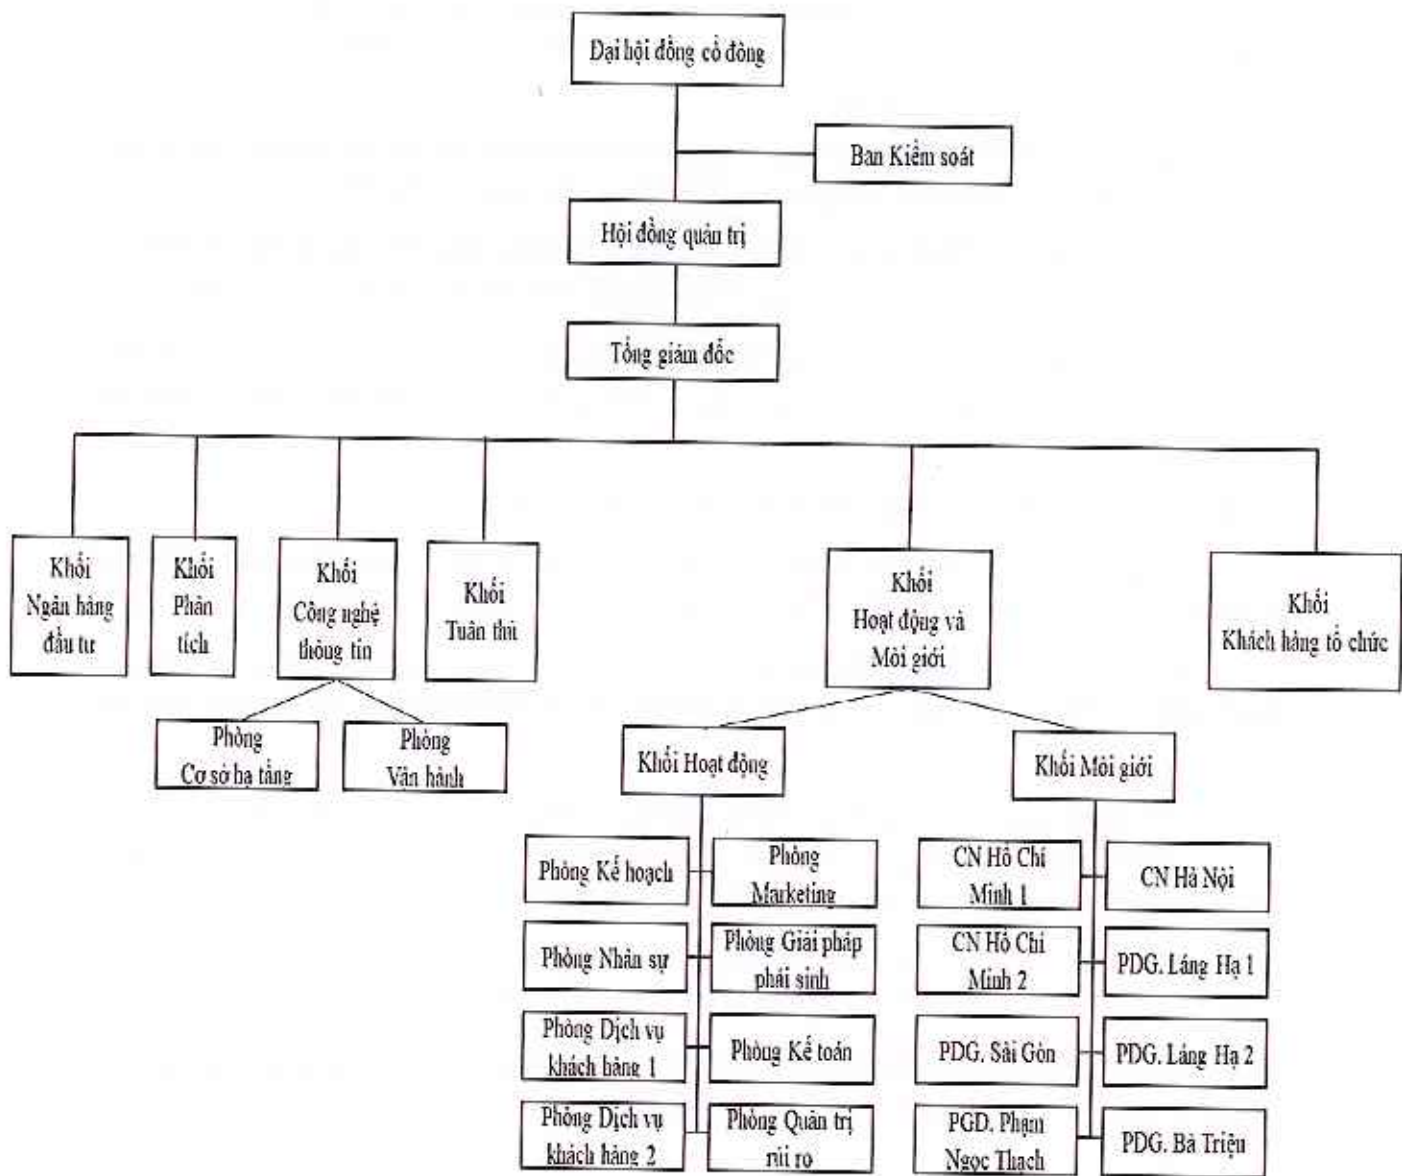 Đại hội đồng cổ đông
Ban Kiểm soát
Hội đồng quản trị
Tổng giám đốc
Khối
Ngân hàng
đầu tư
Khối
Phân
tích
Khối
Công nghệ
thông tin
Khối
Tuân thủ
Khối
Hoạt động và
Môi giới
Khối
Khách hàng tổ chức
Phòng
Cơ sở hạ tầng
Phòng
Vận hành
Khối Hoạt động
Khối Môi giới
Phòng Kế hoạch
Phòng
Marketing
Phòng Nhân sự
Phòng Giải pháp
phái sinh
Phòng Dịch vụ
khách hàng 1
Phòng Kế toán
Phòng Dịch vụ
khách hàng 2
Phòng Quản trị
rủi ro
CN Hồ Chí
Minh 1
CN Hà Nội
CN Hồ Chí
Minh 2
PDG. Láng Hạ 1
PDG. Sài Gòn
PDG. Láng Hạ 2
PGD. Phạm
Ngọc Thạch
PDG. Bà Triệu